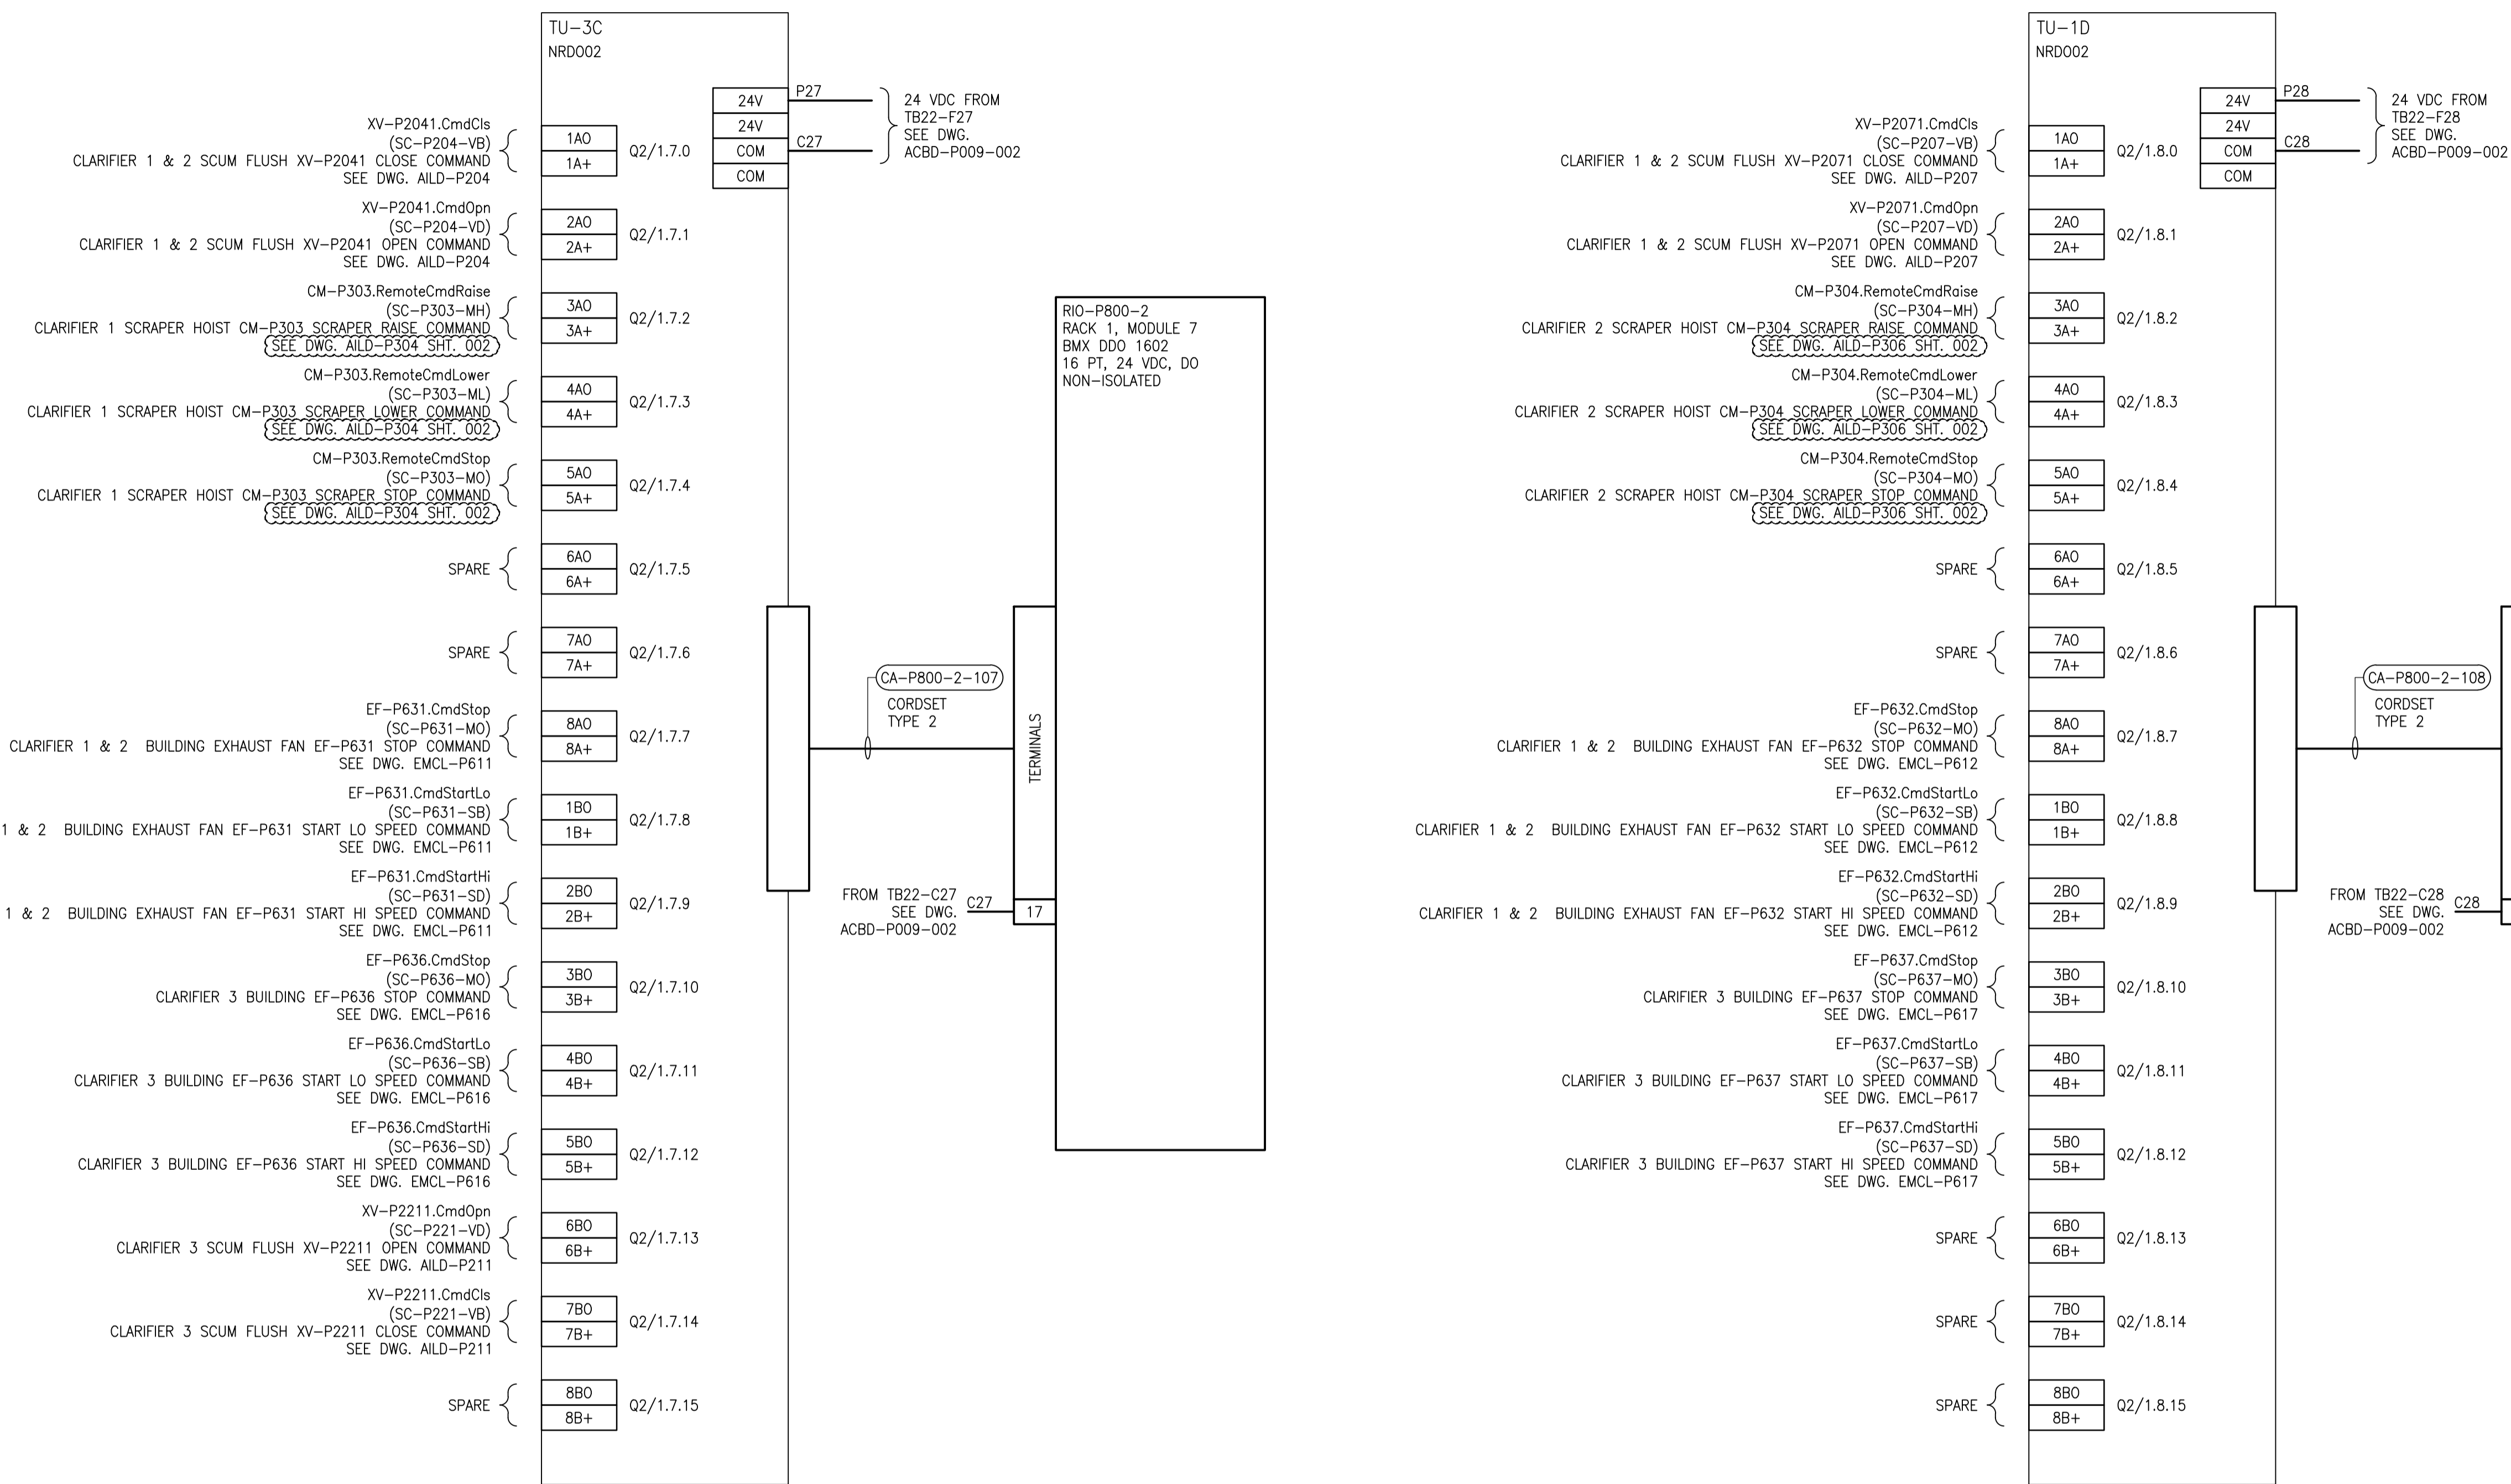 TU-3C
NRDO02
24V
24V
COM
COM
P27
C27
24 VDC FROM
TB22-F27
SEE DWG.
ACBD-P009-002
XV-P2041.CmdCls
(SC-P204-VB)
CLARIFIER 1 & 2 SCUM FLUSH XV-P2041 CLOSE COMMAND
SEE DWG. AILD-P204
1AO
1A+
Q2/1.7.0
XV-P2041.CmdOpn
(SC-P204-VD)
CLARIFIER 1 & 2 SCUM FLUSH XV-P2041 OPEN COMMAND
SEE DWG. AILD-P204
2AO
2A+
Q2/1.7.1
CM-P303.RemoteCmdRaise
(SC-P303-MH)
CLARIFIER 1 SCRAPER HOIST CM-P303 SCRAPER RAISE COMMAND
SEE DWG. AILD-P304 SHT. 002
3AO
3A+
Q2/1.7.2
CM-P303.RemoteCmdLower
(SC-P303-ML)
CLARIFIER 1 SCRAPER HOIST CM-P303 SCRAPER LOWER COMMAND
SEE DWG. AILD-P304 SHT. 002
4AO
4A+
Q2/1.7.3
CM-P303.RemoteCmdStop
(SC-P303-MO)
CLARIFIER 1 SCRAPER HOIST CM-P303 SCRAPER STOP COMMAND
SEE DWG. AILD-P304 SHT. 002
5AO
5A+
Q2/1.7.4
SPARE
6AO
6A+
Q2/1.7.5
SPARE
7AO
7A+
Q2/1.7.6
EF-P631.CmdStop
(SC-P631-MO)
CLARIFIER 1 & 2 BUILDING EXHAUST FAN EF-P631 STOP COMMAND
SEE DWG. EMCL-P611
8AO
8A+
Q2/1.7.7
EF-P631.CmdStartLo
(SC-P631-SB)
1 & 2 BUILDING EXHAUST FAN EF-P631 START LO SPEED COMMAND
SEE DWG. EMCL-P611
1BO
1B+
Q2/1.7.8
EF-P631.CmdStartHi
(SC-P631-SD)
1 & 2 BUILDING EXHAUST FAN EF-P631 START HI SPEED COMMAND
SEE DWG. EMCL-P611
2BO
2B+
Q2/1.7.9
EF-P636.CmdStop
(SC-P636-MO)
CLARIFIER 3 BUILDING EF-P636 STOP COMMAND
SEE DWG. EMCL-P616
3BO
3B+
Q2/1.7.10
EF-P636.CmdStartLo
(SC-P636-SB)
CLARIFIER 3 BUILDING EF-P636 START LO SPEED COMMAND
SEE DWG. EMCL-P616
4BO
4B+
Q2/1.7.11
EF-P636.CmdStartHi
(SC-P636-SD)
CLARIFIER 3 BUILDING EF-P636 START HI SPEED COMMAND
SEE DWG. EMCL-P616
5BO
5B+
Q2/1.7.12
XV-P2211.CmdOpn
(SC-P221-VD)
CLARIFIER 3 SCUM FLUSH XV-P2211 OPEN COMMAND
SEE DWG. AILD-P211
6BO
6B+
Q2/1.7.13
XV-P2211.CmdCls
(SC-P221-VB)
CLARIFIER 3 SCUM FLUSH XV-P2211 CLOSE COMMAND
SEE DWG. AILD-P211
7BO
7B+
Q2/1.7.14
SPARE
8BO
8B+
Q2/1.7.15
RIO-P800-2
RACK 1, MODULE 7
BMX DDO 1602
16 PT, 24 VDC, DO
NON-ISOLATED
CA-P800-2-107
CORDSET
TYPE 2
TERMINALS
FROM TB22-C27
SEE DWG.
ACBD-P009-002
C27
17
TU-1D
NRDO02
24V
24V
COM
COM
P28
C28
24 VDC FROM
TB22-F28
SEE DWG.
ACBD-P009-002
XV-P2071.CmdCls
(SC-P207-VB)
CLARIFIER 1 & 2 SCUM FLUSH XV-P2071 CLOSE COMMAND
SEE DWG. AILD-P207
1AO
1A+
Q2/1.8.0
XV-P2071.CmdOpn
(SC-P207-VD)
CLARIFIER 1 & 2 SCUM FLUSH XV-P2071 OPEN COMMAND
SEE DWG. AILD-P207
2AO
2A+
Q2/1.8.1
CM-P304.RemoteCmdRaise
(SC-P304-MH)
CLARIFIER 2 SCRAPER HOIST CM-P304 SCRAPER RAISE COMMAND
SEE DWG. AILD-P306 SHT. 002
3AO
3A+
Q2/1.8.2
CM-P304.RemoteCmdLower
(SC-P304-ML)
CLARIFIER 2 SCRAPER HOIST CM-P304 SCRAPER LOWER COMMAND
SEE DWG. AILD-P306 SHT. 002
4AO
4A+
Q2/1.8.3
CM-P304.RemoteCmdStop
(SC-P304-MO)
CLARIFIER 2 SCRAPER HOIST CM-P304 SCRAPER STOP COMMAND
SEE DWG. AILD-P306 SHT. 002
5AO
5A+
Q2/1.8.4
SPARE
6AO
6A+
Q2/1.8.5
SPARE
7AO
7A+
Q2/1.8.6
EF-P632.CmdStop
(SC-P632-MO)
CLARIFIER 1 & 2 BUILDING EXHAUST FAN EF-P632 STOP COMMAND
SEE DWG. EMCL-P612
8AO
8A+
Q2/1.8.7
EF-P632.CmdStartLo
(SC-P632-SB)
CLARIFIER 1 & 2 BUILDING EXHAUST FAN EF-P632 START LO SPEED COMMAND
SEE DWG. EMCL-P612
1BO
1B+
Q2/1.8.8
EF-P632.CmdStartHi
(SC-P632-SD)
CLARIFIER 1 & 2 BUILDING EXHAUST FAN EF-P632 START HI SPEED COMMAND
SEE DWG. EMCL-P612
2BO
2B+
Q2/1.8.9
EF-P637.CmdStop
(SC-P637-MO)
CLARIFIER 3 BUILDING EF-P637 STOP COMMAND
SEE DWG. EMCL-P617
3BO
3B+
Q2/1.8.10
EF-P637.CmdStartLo
(SC-P637-SB)
CLARIFIER 3 BUILDING EF-P637 START LO SPEED COMMAND
SEE DWG. EMCL-P617
4BO
4B+
Q2/1.8.11
EF-P637.CmdStartHi
(SC-P637-SD)
CLARIFIER 3 BUILDING EF-P637 START HI SPEED COMMAND
SEE DWG. EMCL-P617
5BO
5B+
Q2/1.8.12
SPARE
6BO
6B+
Q2/1.8.13
SPARE
7BO
7B+
Q2/1.8.14
SPARE
8BO
8B+
Q2/1.8.15
CA-P800-2-108
CORDSET
TYPE 2
FROM TB22-C28
SEE DWG.
ACBD-P009-002
C28